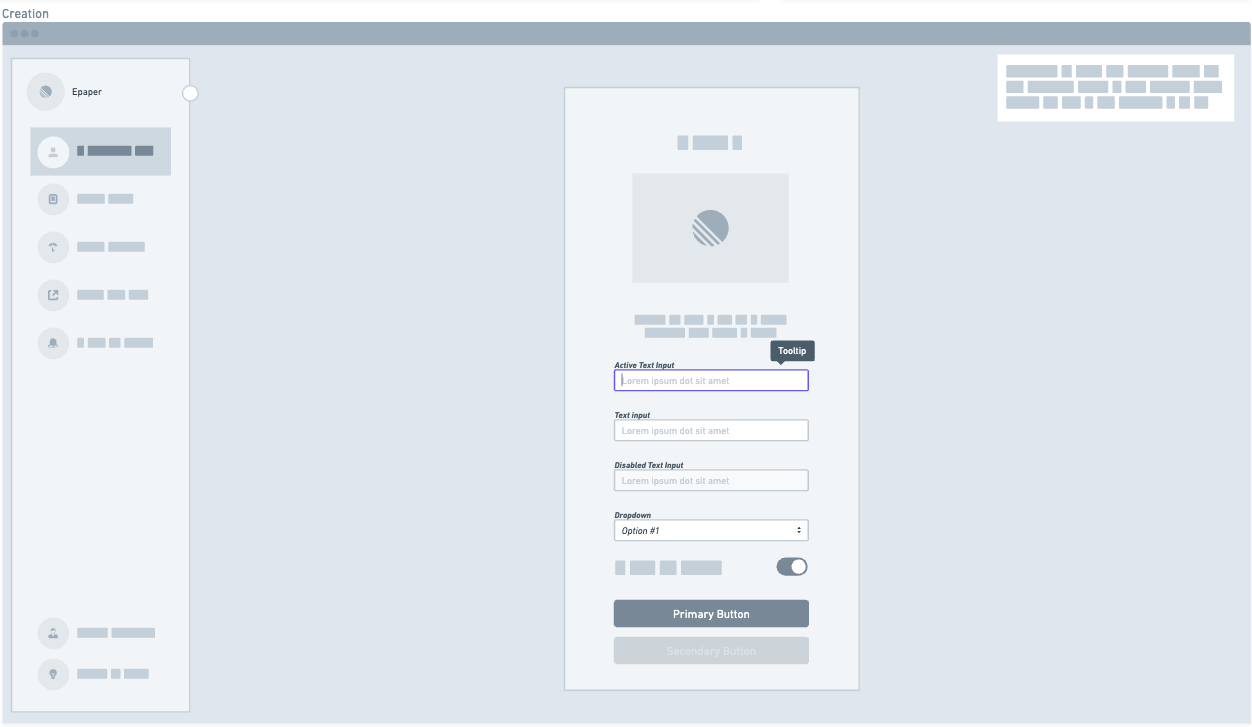 Creation
Epaper
Tooltip
Active Text Input
Lorem ipsum dot sit amet
Text input
Lorem ipsum dot sit amet
Disabled Text Input
Lorem ipsum dot sit amet
Dropdown
Option #1
Primary Button
Secondary Button